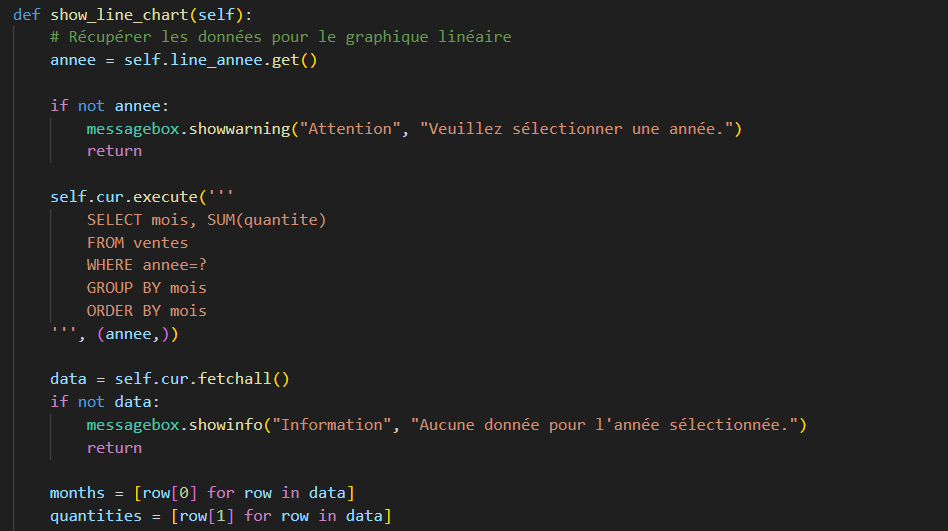 def show_line_chart(self):
    # Récupérer les données pour le graphique linéaire
    annee = self.line_annee.get()

    if not annee:
        messagebox.showwarning("Attention", "Veuillez sélectionner une année.")
        return

    self.cur.execute('''
        SELECT mois, SUM(quantite)
        FROM ventes
        WHERE annee=?
        GROUP BY mois
        ORDER BY mois
    ''', (annee,))

    data = self.cur.fetchall()
    if not data:
        messagebox.showinfo("Information", "Aucune donnée pour l'année sélectionnée.")
        return

    months = [row[0] for row in data]
    quantities = [row[1] for row in data]